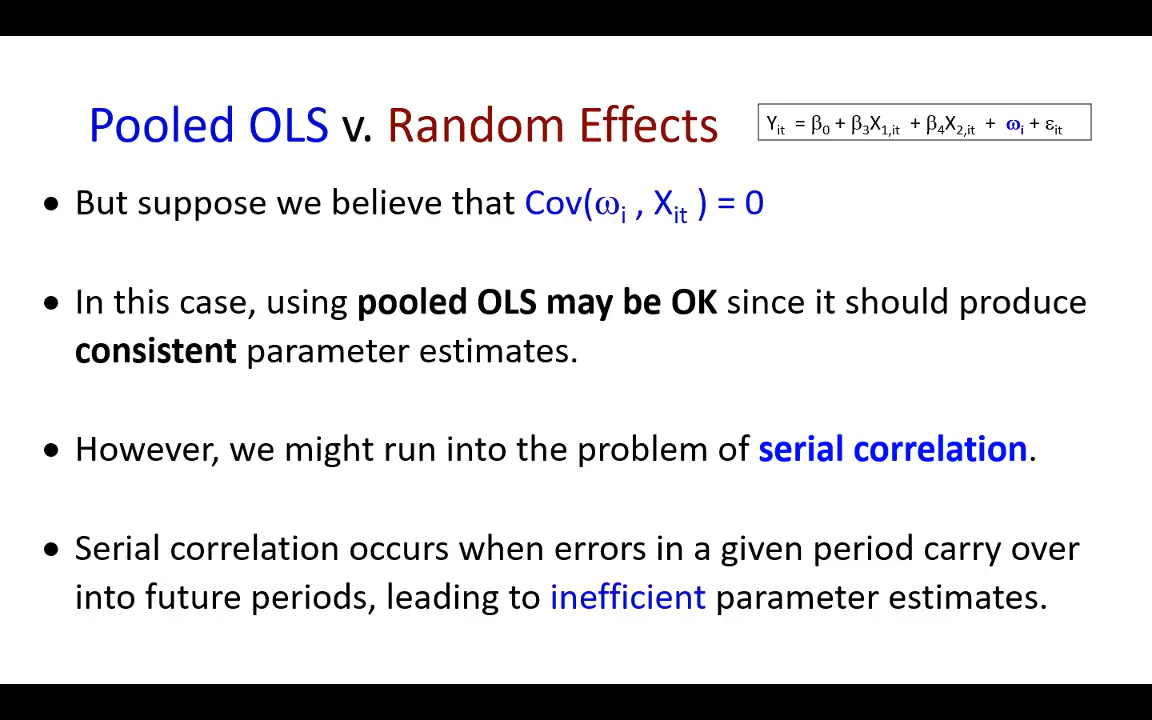 Pooled OLS v. Random Effects
Yit = β0 + β3X1,it + β4X2,it + ωi + εit
• But suppose we believe that Cov(ωi , Xit ) = 0
• In this case, using pooled OLS may be OK since it should produce
consistent parameter estimates.
• However, we might run into the problem of serial correlation.
• Serial correlation occurs when errors in a given period carry over
into future periods, leading to inefficient parameter estimates.